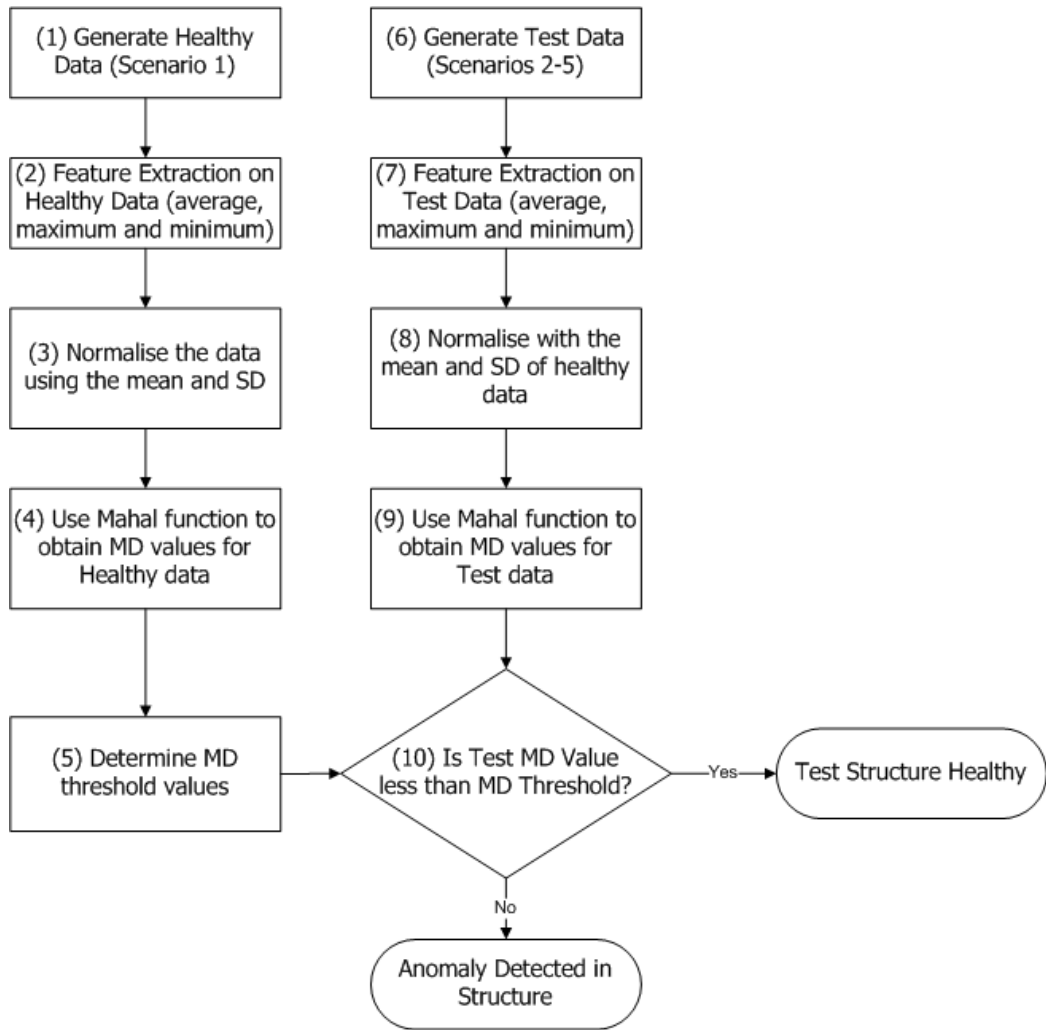 (1) Generate Healthy
Data (Scenario 1)
(2) Feature Extraction on
Healthy Data (average,
maximum and minimum)
(3) Normalise the data
using the mean and SD
(4) Use Mahal function to
obtain MD values for
Healthy data
(5) Determine MD
threshold values
(6) Generate Test Data
(Scenarios 2-5)
(7) Feature Extraction on
Test Data (average,
maximum and minimum)
(8) Normalise with the
mean and SD of healthy
data
(9) Use Mahal function to
obtain MD values for
Test data
(10) Is Test MD Value
less than MD Threshold?
Yes
Test Structure Healthy
No
Anomaly Detected in
Structure